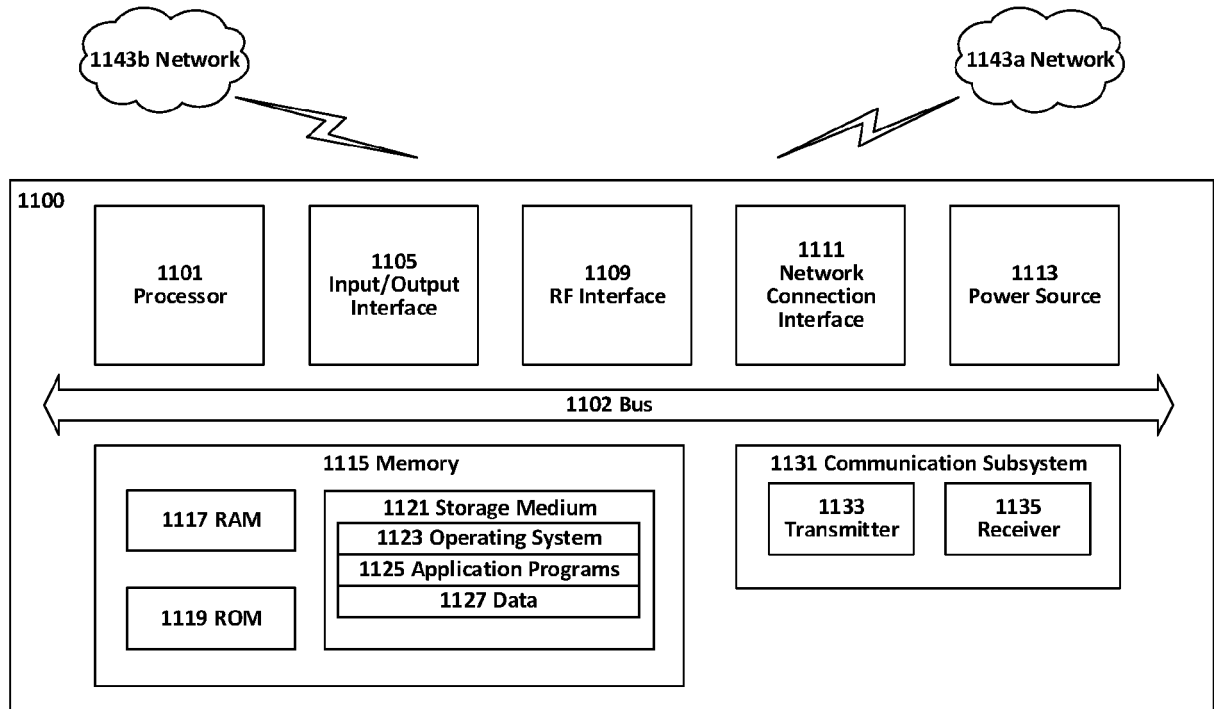 1143b Network
1143a Network
1100
1101
Processor
1105
Input/Output
Interface
1109
RF Interface
1111
Network
Connection
Interface
1113
Power Source
1102 Bus
1115 Memory
1117 RAM
1119 ROM
1121 Storage Medium
1123 Operating System
1125 Application Programs
1127 Data
1131 Communication Subsystem
1133
Transmitter
1135
Receiver